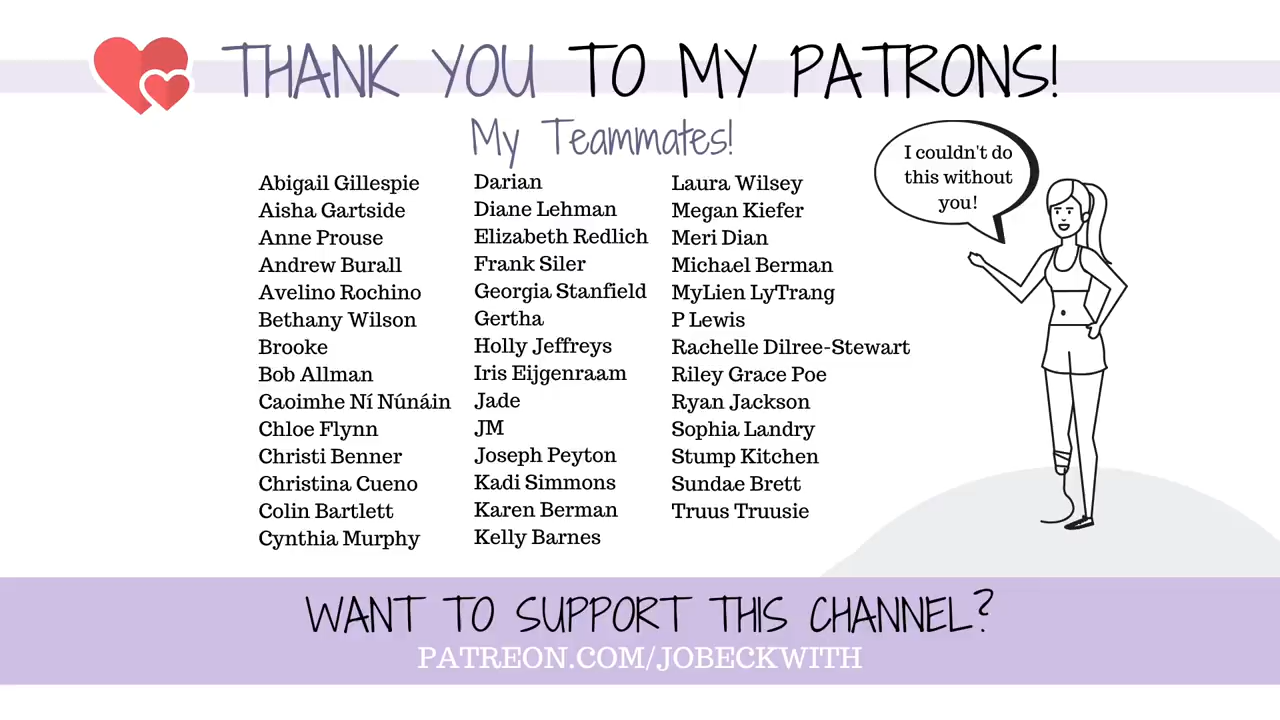 THANK YOU TO MY PATRONS!
My Teammates!
Abigail Gillespie
Aisha Gartside
Anne Prouse
Andrew Burall
Avelino Rochino
Bethany Wilson
Brooke
Bob Allman
Caoimhe Ní Núnáin
Chloe Flynn
Christi Benner
Christina Cueno
Colin Bartlett
Cynthia Murphy
Darian
Diane Lehman
Elizabeth Redlich
Frank Siler
Georgia Stanfield
Gertha
Holly Jeffreys
Iris Eijgenraam
Jade
JM
Joseph Peyton
Kadi Simmons
Karen Berman
Kelly Barnes
Laura Wilsey
Megan Kiefer
Meri Dian
Michael Berman
MyLien LyTrang
P Lewis
Rachelle Dilree-Stewart
Riley Grace Poe
Ryan Jackson
Sophia Landry
Stump Kitchen
Sundae Brett
Truus Truusie
I couldn't do
this without
you!
WANT TO SUPPORT THIS CHANNEL?
PATREON.COM/JOBECKWITH